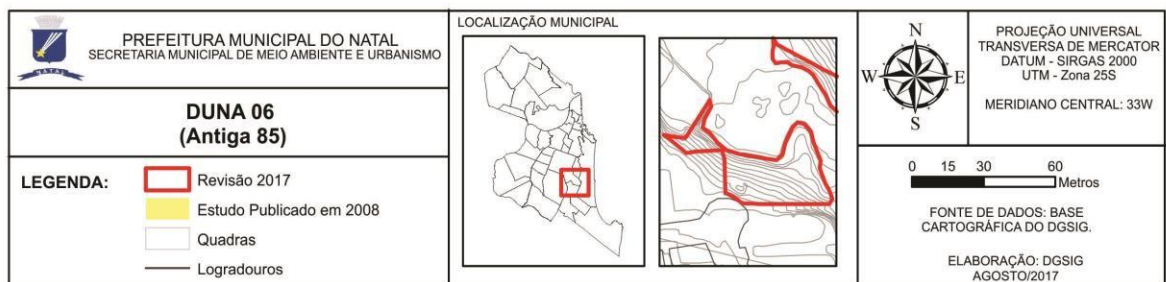 NATAL
PREFEITURA MUNICIPAL DO NATAL
SECRETARIA MUNICIPAL DE MEIO AMBIENTE E URBANISMO
DUNA 06
(Antiga 85)
LEGENDA:
Revisão 2017
Estudo Publicado em 2008
Quadras
Logradouros
LOCALIZAÇÃO MUNICIPAL
N
W E
S
PROJEÇÃO UNIVERSAL
TRANSVERSA DE MERCATOR
DATUM - SIRGAS 2000
UTM - Zona 25S
MERIDIANO CENTRAL: 33W
0 15 30 60
Metros
FONTE DE DADOS: BASE
CARTOGRÁFICA DO DGSIG.
ELABORAÇÃO: DGSIG
AGOSTO/2017